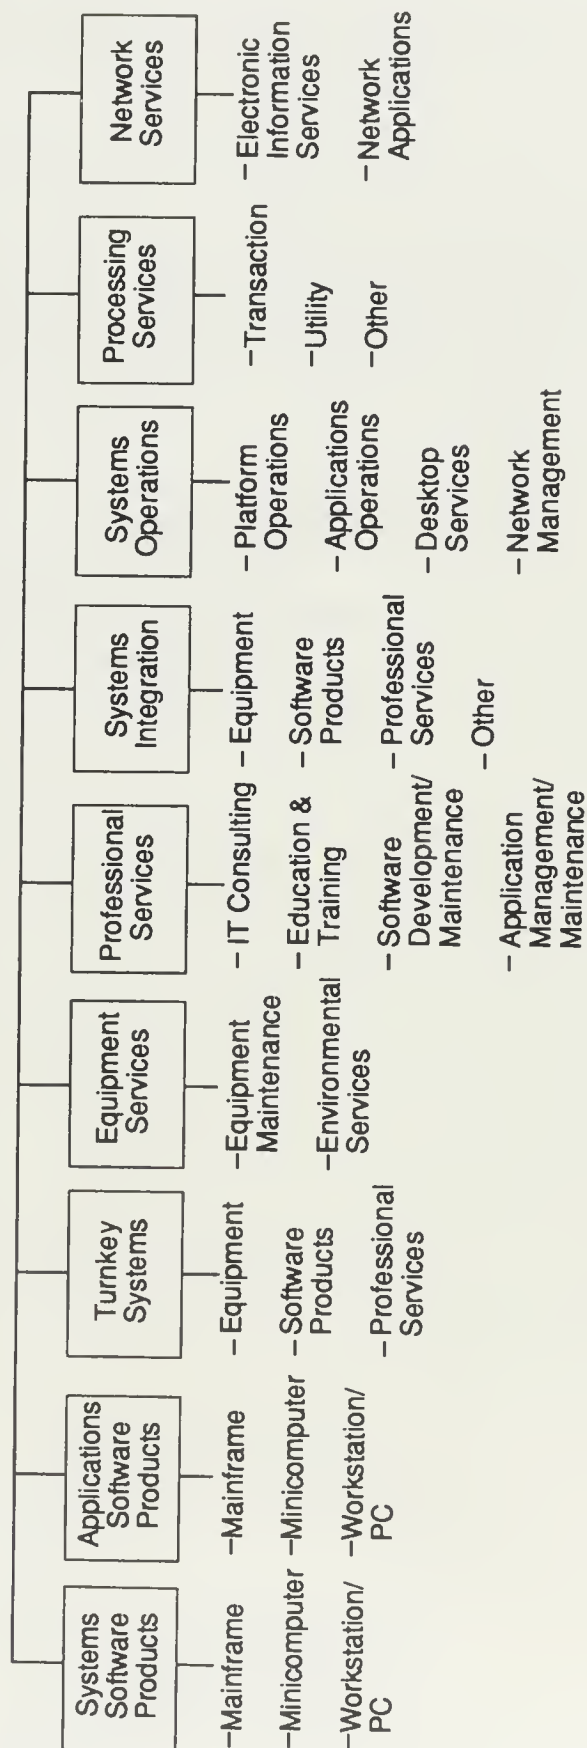 Systems
Software
Products
–Mainframe
–Minicomputer
–Workstation/
PC
Applications
Software
Products
–Mainframe
–Minicomputer
–Workstation/
PC
Turnkey
Systems
–Equipment
–Software
Products
–Professional
Services
Equipment
Services
–Equipment
Maintenance
–Environmental
Services
Professional
Services
–IT Consulting
–Education &
Training
–Software
Development/
Maintenance
–Application
Management/
Maintenance
Systems
Integration
–Equipment
–Software
Products
–Professional
Services
–Other
Systems
Operations
–Platform
Operations
–Applications
Operations
–Desktop
Services
–Network
Management
Processing
Services
–Transaction
–Utility
–Other
Network
Services
–Electronic
Information
Services
–Network
Applications